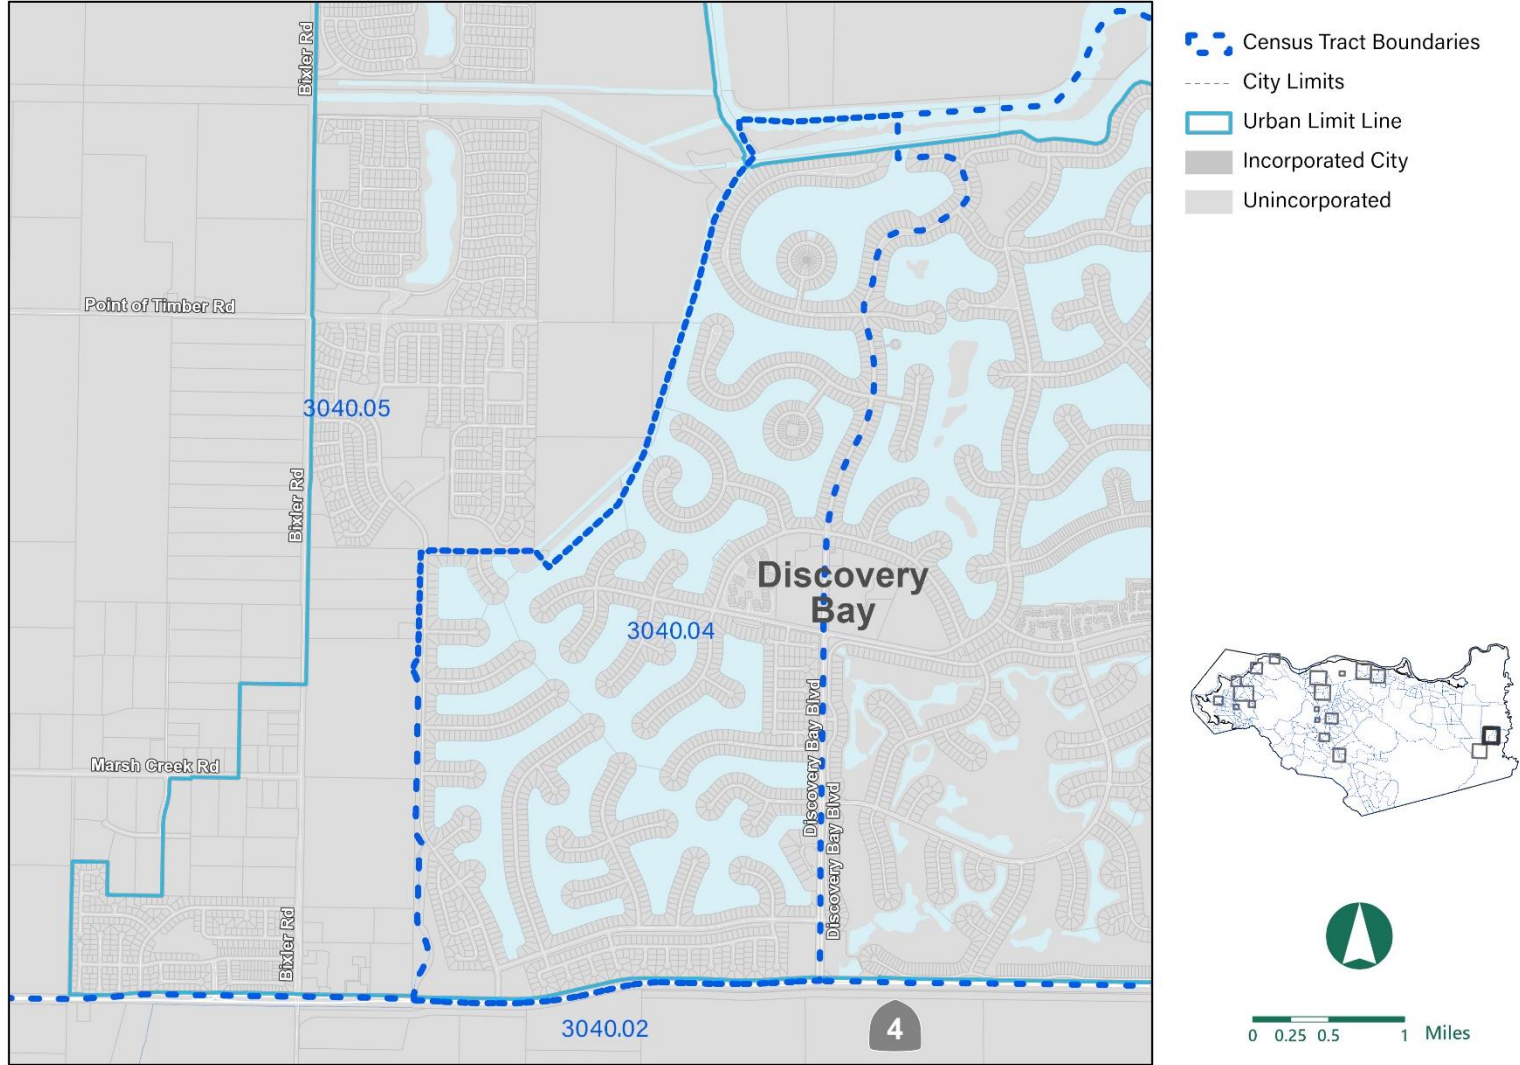 Bixler Rd
Point of Timber Rd
3040.05
Bixler Rd
Discovery
Bay
3040.04
Marsh Creek Rd
Discovery Bay Blvd
Discovery Bay Blvd
Bixler Rd
3040.02
4
Census Tract Boundaries
City Limits
Urban Limit Line
Incorporated City
Unincorporated
0 0.25 0.5 1 Miles